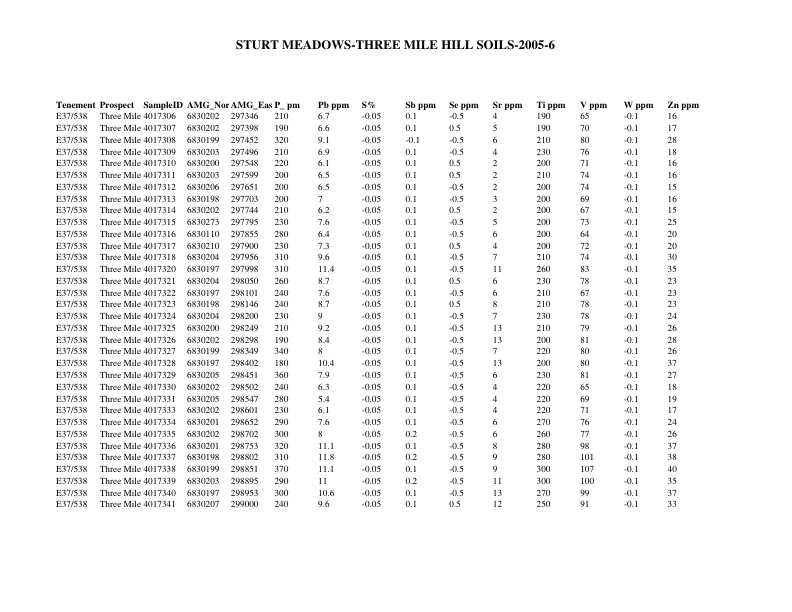 STURT MEADOWS-THREE MILE HILL SOILS-2005-6
Tenement Prospect SampleID AMG_Nor AMG_Eas P_ pm Pb ppm S% Sb ppm Se ppm Sr ppm Ti ppm V ppm W ppm Zn ppm
E37/538 Three Mile 4017306 6830202 297346 210 6.7 -0.05 0.1 -0.5 4 190 65 -0.1 16
E37/538 Three Mile 4017307 6830202 297398 190 6.6 -0.05 0.1 0.5 5 190 70 -0.1 17
E37/538 Three Mile 4017308 6830199 297452 320 9.1 -0.05 -0.1 -0.5 6 210 80 -0.1 28
E37/538 Three Mile 4017309 6830203 297496 210 6.9 -0.05 0.1 -0.5 4 230 76 -0.1 18
E37/538 Three Mile 4017310 6830200 297548 220 6.1 -0.05 0.1 0.5 2 200 71 -0.1 16
E37/538 Three Mile 4017311 6830203 297599 200 6.5 -0.05 0.1 0.5 2 210 74 -0.1 16
E37/538 Three Mile 4017312 6830206 297651 200 6.5 -0.05 0.1 -0.5 2 200 74 -0.1 15
E37/538 Three Mile 4017313 6830198 297703 200 7 -0.05 0.1 -0.5 3 200 69 -0.1 16
E37/538 Three Mile 4017314 6830202 297744 210 6.2 -0.05 0.1 0.5 2 200 67 -0.1 15
E37/538 Three Mile 4017315 6830273 297795 230 7.6 -0.05 0.1 -0.5 5 200 73 -0.1 25
E37/538 Three Mile 4017316 6830110 297855 280 6.4 -0.05 0.1 -0.5 6 200 64 -0.1 20
E37/538 Three Mile 4017317 6830210 297900 230 7.3 -0.05 0.1 0.5 4 200 72 -0.1 20
E37/538 Three Mile 4017318 6830204 297956 310 9.6 -0.05 0.1 -0.5 7 210 74 -0.1 30
E37/538 Three Mile 4017320 6830197 297998 310 11.4 -0.05 0.1 -0.5 11 260 83 -0.1 35
E37/538 Three Mile 4017321 6830204 298050 260 8.7 -0.05 0.1 0.5 6 230 78 -0.1 23
E37/538 Three Mile 4017322 6830197 298101 240 7.6 -0.05 0.1 -0.5 6 210 67 -0.1 23
E37/538 Three Mile 4017323 6830198 298146 240 8.7 -0.05 0.1 0.5 8 210 78 -0.1 23
E37/538 Three Mile 4017324 6830204 298200 230 9 -0.05 0.1 -0.5 7 230 78 -0.1 24
E37/538 Three Mile 4017325 6830200 298249 210 9.2 -0.05 0.1 -0.5 13 210 79 -0.1 26
E37/538 Three Mile 4017326 6830202 298298 190 8.4 -0.05 0.1 -0.5 13 200 81 -0.1 28
E37/538 Three Mile 4017327 6830199 298349 340 8 -0.05 0.1 -0.5 7 220 80 -0.1 26
E37/538 Three Mile 4017328 6830197 298402 180 10.4 -0.05 0.1 -0.5 13 200 80 -0.1 37
E37/538 Three Mile 4017329 6830205 298451 360 7.9 -0.05 0.1 -0.5 6 230 81 -0.1 27
E37/538 Three Mile 4017330 6830202 298502 240 6.3 -0.05 0.1 -0.5 4 220 65 -0.1 18
E37/538 Three Mile 4017331 6830205 298547 280 5.4 -0.05 0.1 -0.5 4 220 69 -0.1 19
E37/538 Three Mile 4017333 6830202 298601 230 6.1 -0.05 0.1 -0.5 4 220 71 -0.1 17
E37/538 Three Mile 4017334 6830201 298652 290 7.6 -0.05 0.1 -0.5 6 270 76 -0.1 24
E37/538 Three Mile 4017335 6830202 298702 300 8 -0.05 0.2 -0.5 6 260 77 -0.1 26
E37/538 Three Mile 4017336 6830201 298753 320 11.1 -0.05 0.1 -0.5 8 280 98 -0.1 37
E37/538 Three Mile 4017337 6830198 298802 310 11.8 -0.05 0.2 -0.5 9 280 101 -0.1 38
E37/538 Three Mile 4017338 6830199 298851 370 11.1 -0.05 0.1 -0.5 9 300 107 -0.1 40
E37/538 Three Mile 4017339 6830203 298895 290 11 -0.05 0.2 -0.5 11 300 100 -0.1 35
E37/538 Three Mile 4017340 6830197 298953 300 10.6 -0.05 0.1 -0.5 13 270 99 -0.1 37
E37/538 Three Mile 4017341 6830207 299000 240 9.6 -0.05 0.1 0.5 12 250 91 -0.1 33